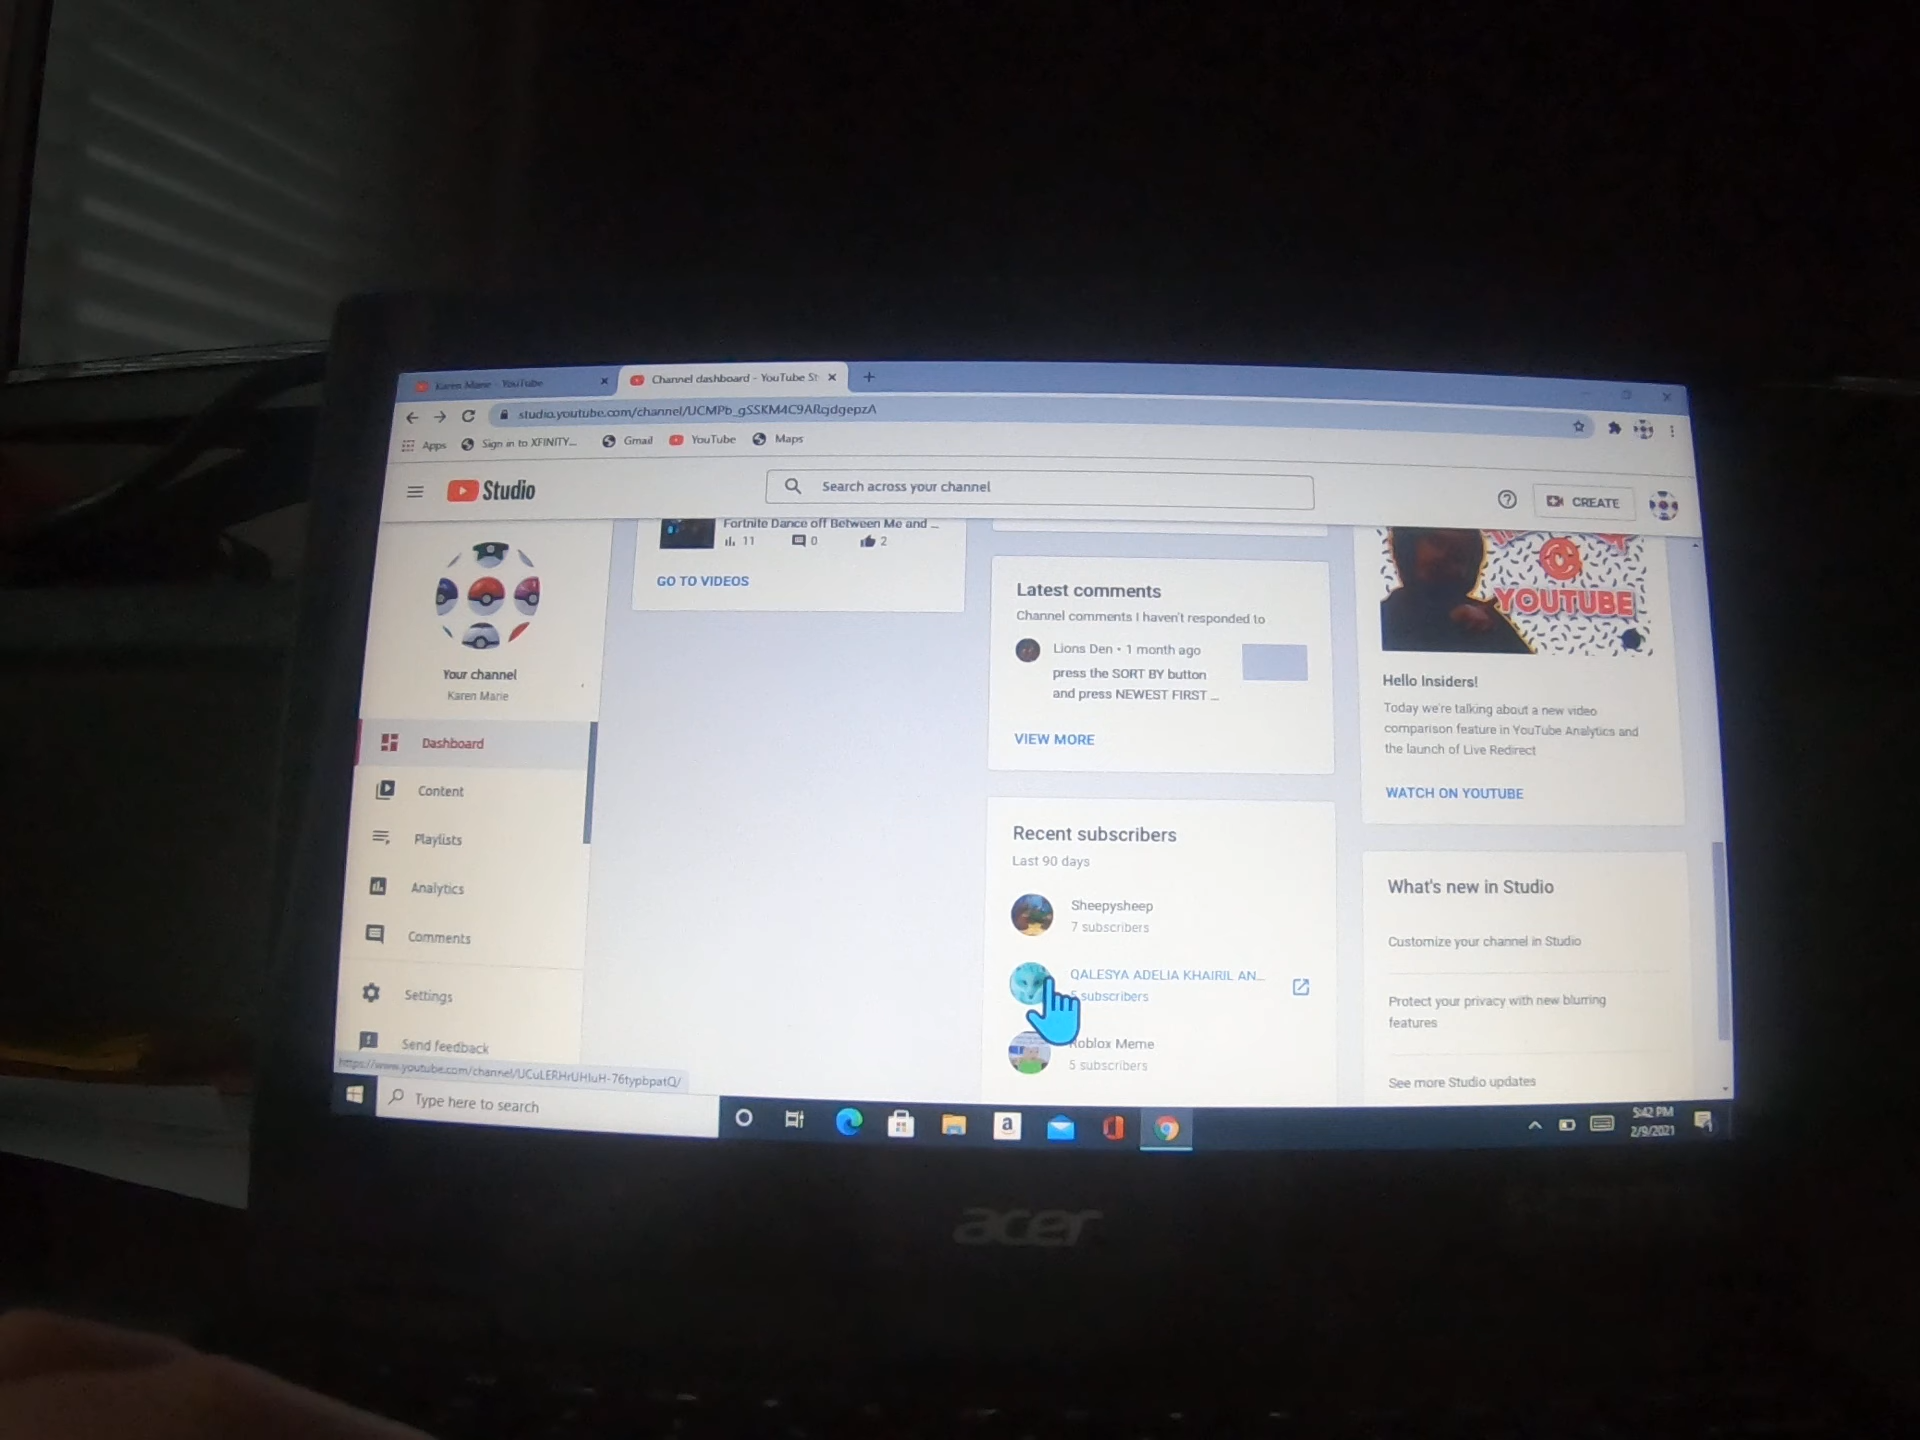 Karen Marie - YouTube
Channel dashboard - YouTube St
studio.youtube.com/channel/UCMPb_gSSKM4C9ARgdgepzA
Apps
Sign in to XFINITY...
Gmail
YouTube
Maps
Studio
Search across your channel
CREATE
Your channel
Karen Marie
Dashboard
Content
Playlists
Analytics
Comments
Settings
Send feedback
Fortnite Dance off Between Me and ...
11
0
2
GO TO VIDEOS
Latest comments
Channel comments I haven't responded to
Lions Den • 1 month ago
press the SORT BY button
and press NEWEST FIRST ...
VIEW MORE
Recent subscribers
Last 90 days
Sheepysheep
7 subscribers
QALESYA ADELIA KHAIRIL AN...
5 subscribers
Roblox Meme
5 subscribers
YOUTUBE
Hello Insiders!
Today we're talking about a new video
comparison feature in YouTube Analytics and
the launch of Live Redirect
WATCH ON YOUTUBE
What's new in Studio
Customize your channel in Studio
Protect your privacy with new blurring
features
See more Studio updates
https://www.youtube.com/channel/UCuLERHrUHIuH-76typbpatQ/
Type here to search
5:42 PM
2/9/2021
acer